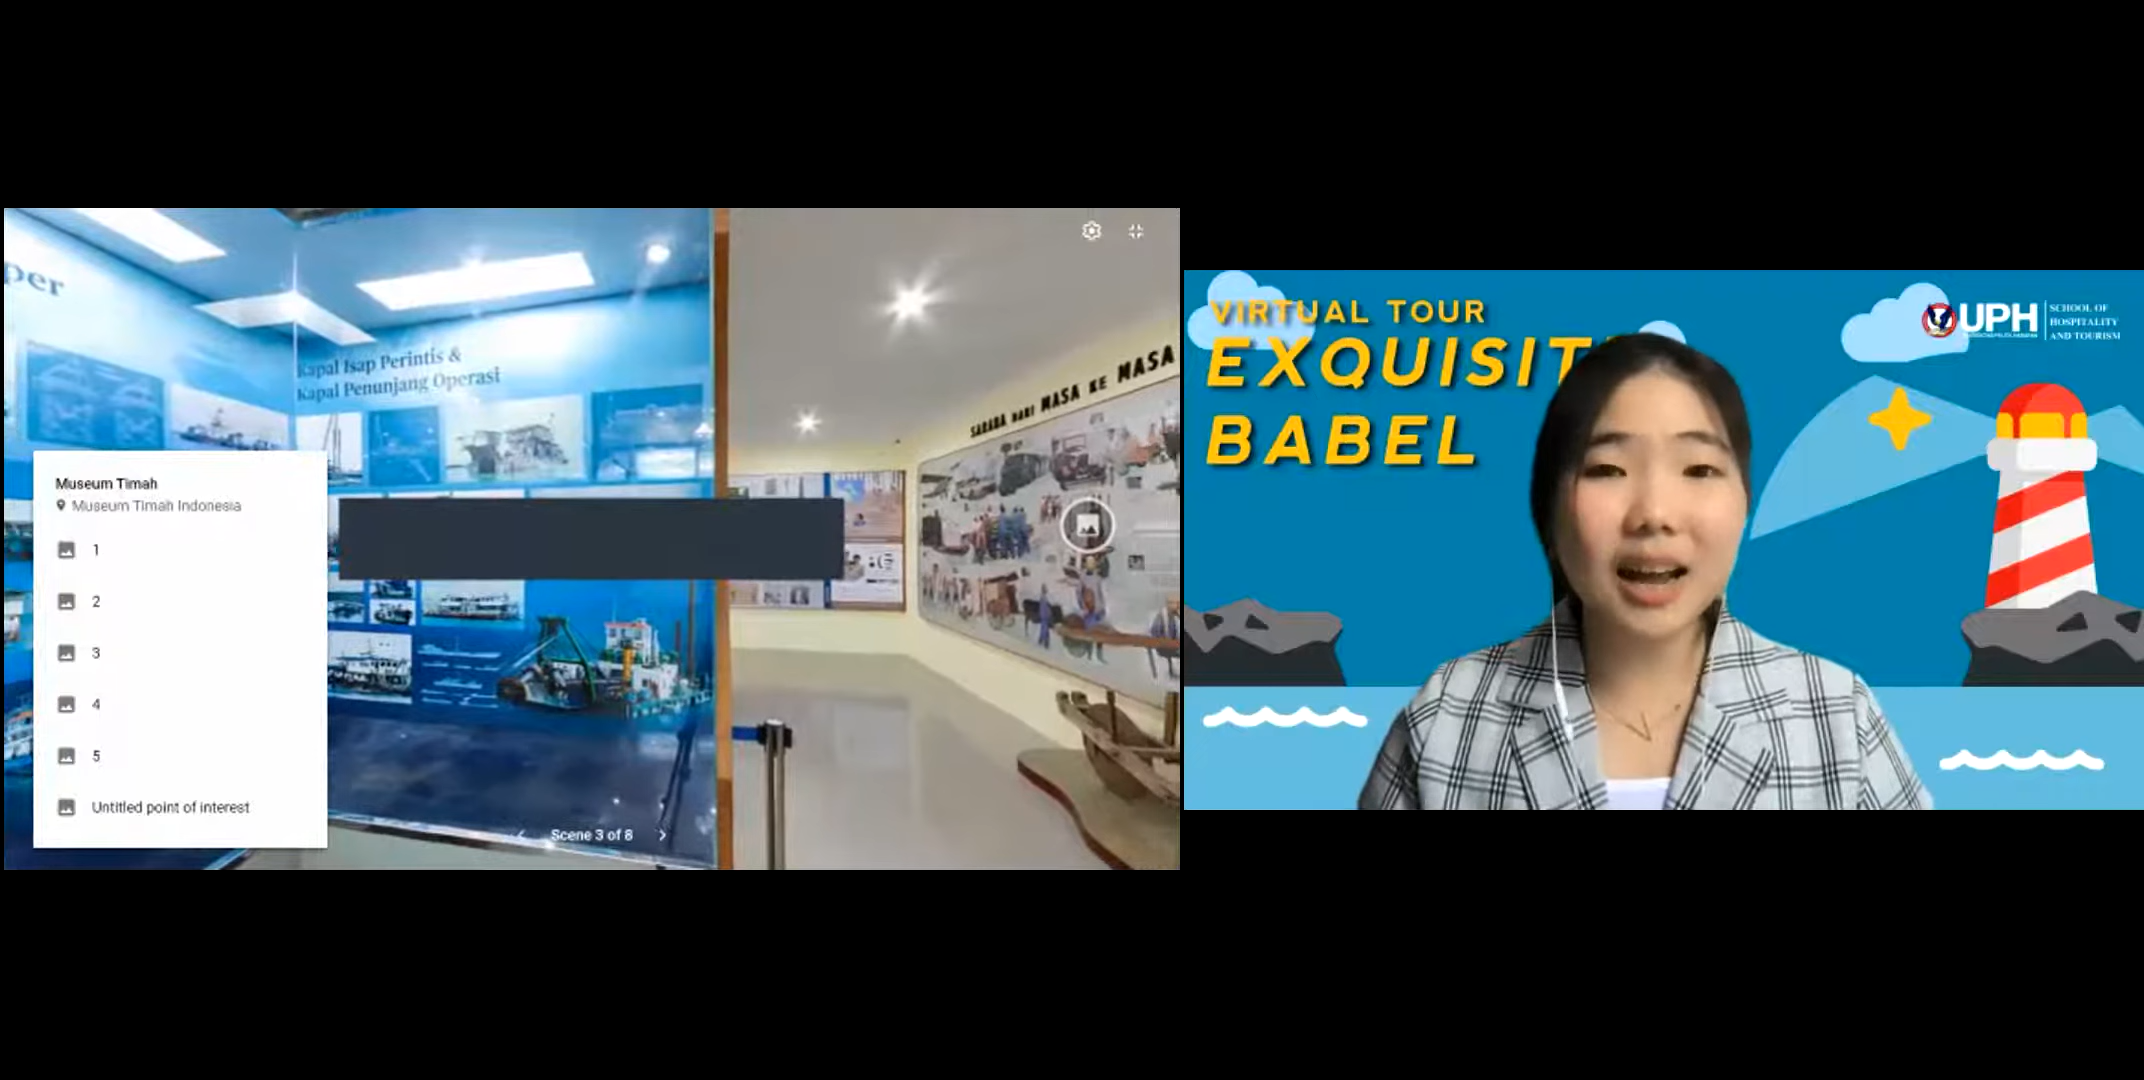 per
Kapal Isap Perintis &
Kapal Penunjang Operasi
SARANA DARI MASA KE MASA
Museum Timah
Museum Timah Indonesia
1
2
3
4
5
Untitled point of interest
Scene 3 of 8
VIRTUAL TOUR
EXQUISIT
BABEL
UPH
SCHOOL OF
HOSPITALITY
AND TOURISM